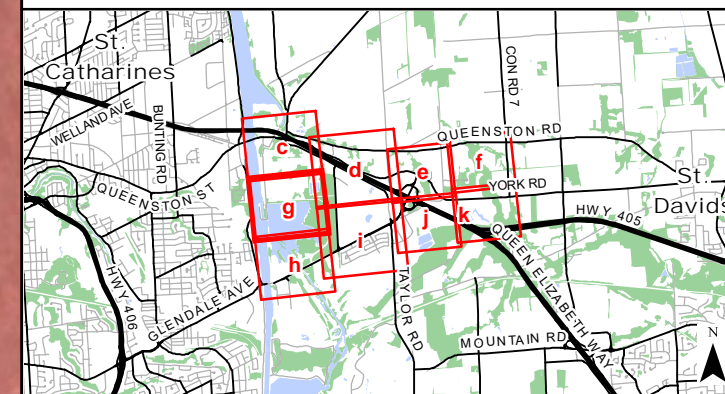 St.
Catharines
WELLAND AVE
BUNTING RD
QUEENSTON ST
HWY 406
GLENDALE AVE
CON RD 7
QUEENSTON RD
YORK RD
St.
Davids
HWY 405
QUEEN ELIZABETH WAY
TAYLOR RD
MOUNTAIN RD
c
d
e
f
g
h
i
j
k
N